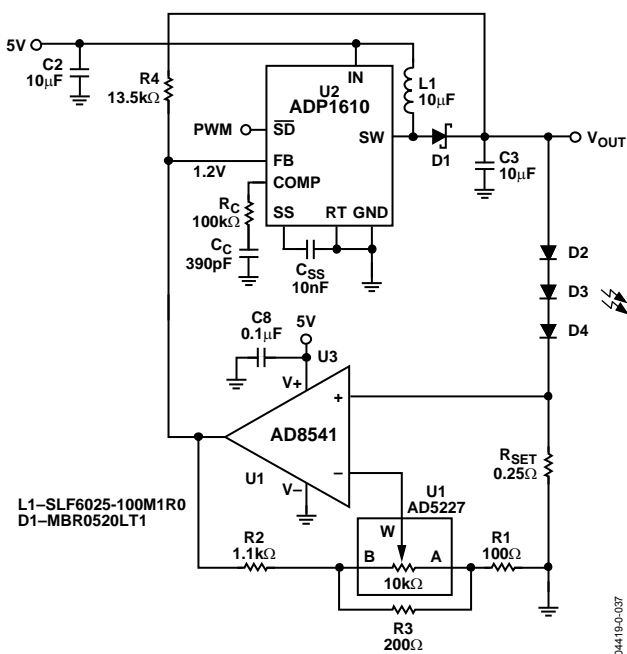 5V
C2
10μF
R4
13.5kΩ
IN
U2
ADP1610
L1
10μF
PWM
SD
SW
D1
VOUT
FB
1.2V
COMP
C3
10μF
RC
100kΩ
SS
RT
GND
CC
390pF
CSS
10nF
D2
D3
D4
C8
0.1μF
5V
U3
V+
+
AD8541
RSET
0.25Ω
U1
V–
–
U1
AD5227
L1–SLF6025-100M1R0
D1–MBR0520LT1
W
R2
1.1kΩ
B
A
10kΩ
R1
100Ω
R3
200Ω
04419-0-037